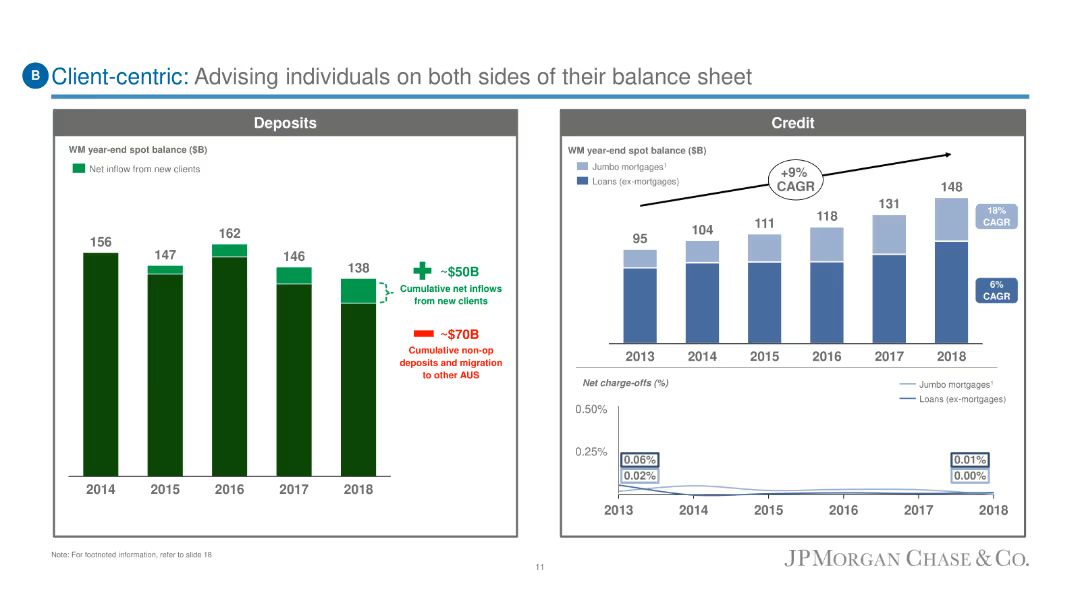 B Client-centric: Advising individuals on both sides of their balance sheet
Deposits
WM year-end spot balance ($B)
Net inflow from new clients
156
147
162
146
138
~$50B
Cumulative net inflows
from new clients
~$70B
Cumulative non-op
deposits and migration
to other AUS
2014 2015 2016 2017 2018
Credit
WM year-end spot balance ($B)
Jumbo mortgages¹
Loans (ex-mortgages)
+9%
CAGR
95
104
111
118
131
148
18%
CAGR
6%
CAGR
2013 2014 2015 2016 2017 2018
Net charge-offs (%)
Jumbo mortgages¹
Loans (ex-mortgages)
0.50%
0.25%
0.06% 0.01%
0.02% 0.00%
2013 2014 2015 2016 2017 2018
Note: For footnoted information, refer to slide 18
11
JPMORGAN CHASE & CO.